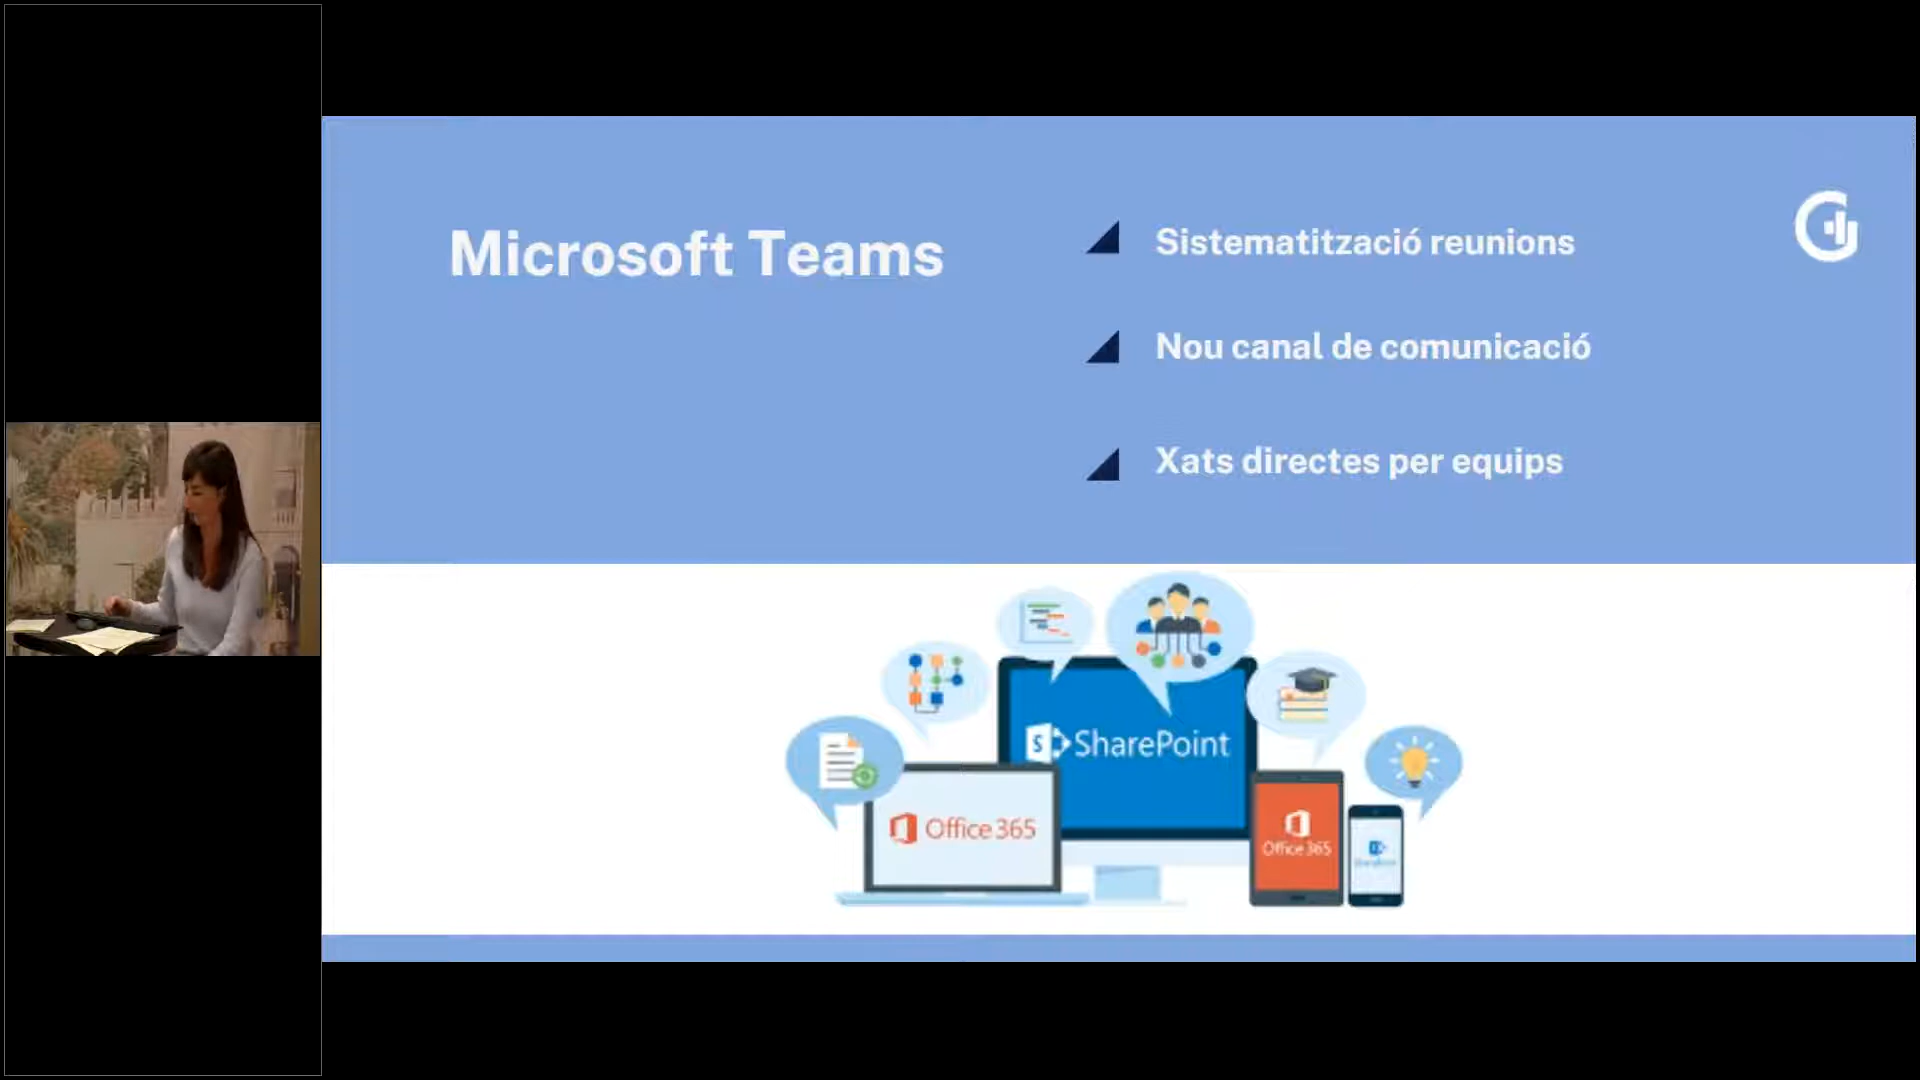 Microsoft Teams
Sistematització reunions
Nou canal de comunicació
Xats directes per equips
S SharePoint
Office 365
Office 365